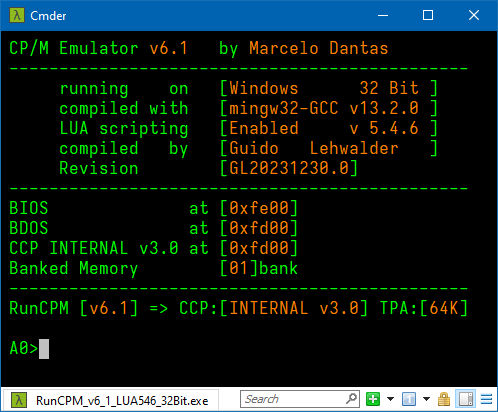 Cmder
CP/M Emulator v6.1 by Marcelo Dantas
----------------------------------------------
running on [Windows 32 Bit ]
compiled with [mingw32-GCC v13.2.0 ]
LUA scripting [Enabled v 5.4.6 ]
compiled by [Guido Lehwalder ]
Revision [GL20231230.0]
----------------------------------------------
BIOS at [0xfe00]
BDOS at [0xfd00]
CCP INTERNAL v3.0 at [0xfd00]
Banked Memory [01]bank
----------------------------------------------
RunCPM [v6.1] => CCP:[INTERNAL v3.0] TPA:[64K]
A0>
RunCPM_v6_1_LUA546_32Bit.exe Search